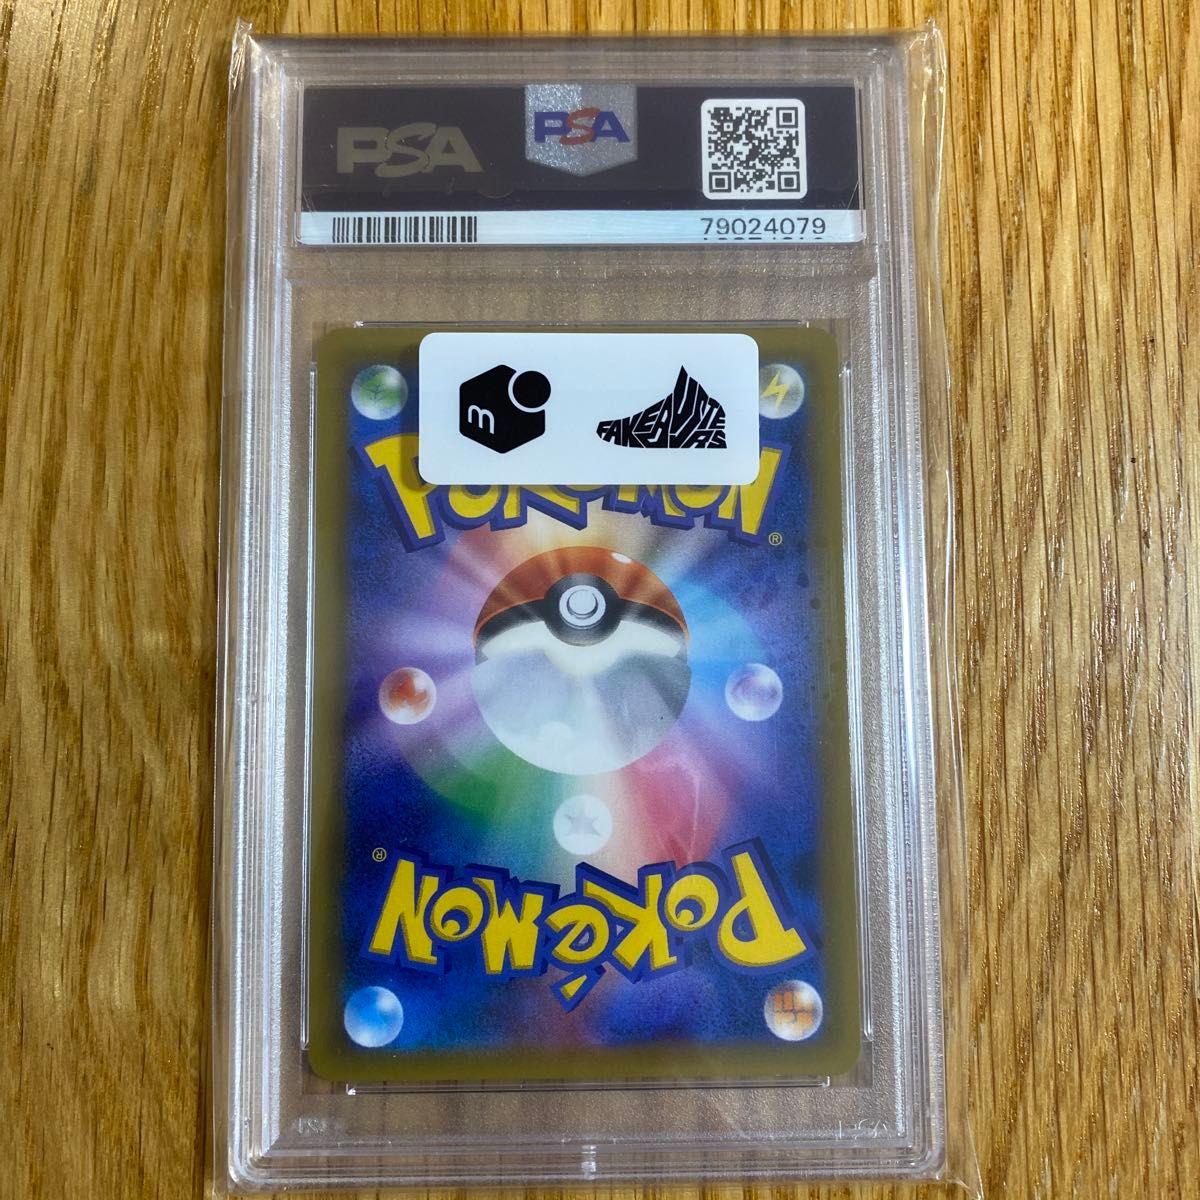 PSA
PSA
79024079
m
FAKEBUSTERS
POKéMON
®
®
POKéMON